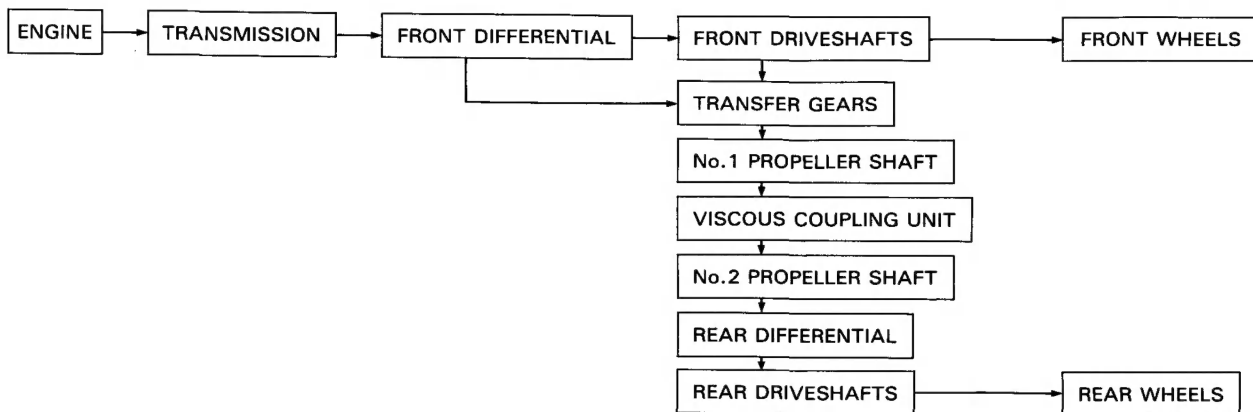 ENGINE
TRANSMISSION
FRONT DIFFERENTIAL
FRONT DRIVESHAFTS
FRONT WHEELS
TRANSFER GEARS
No.1 PROPELLER SHAFT
VISCOUS COUPLING UNIT
No.2 PROPELLER SHAFT
REAR DIFFERENTIAL
REAR DRIVESHAFTS
REAR WHEELS